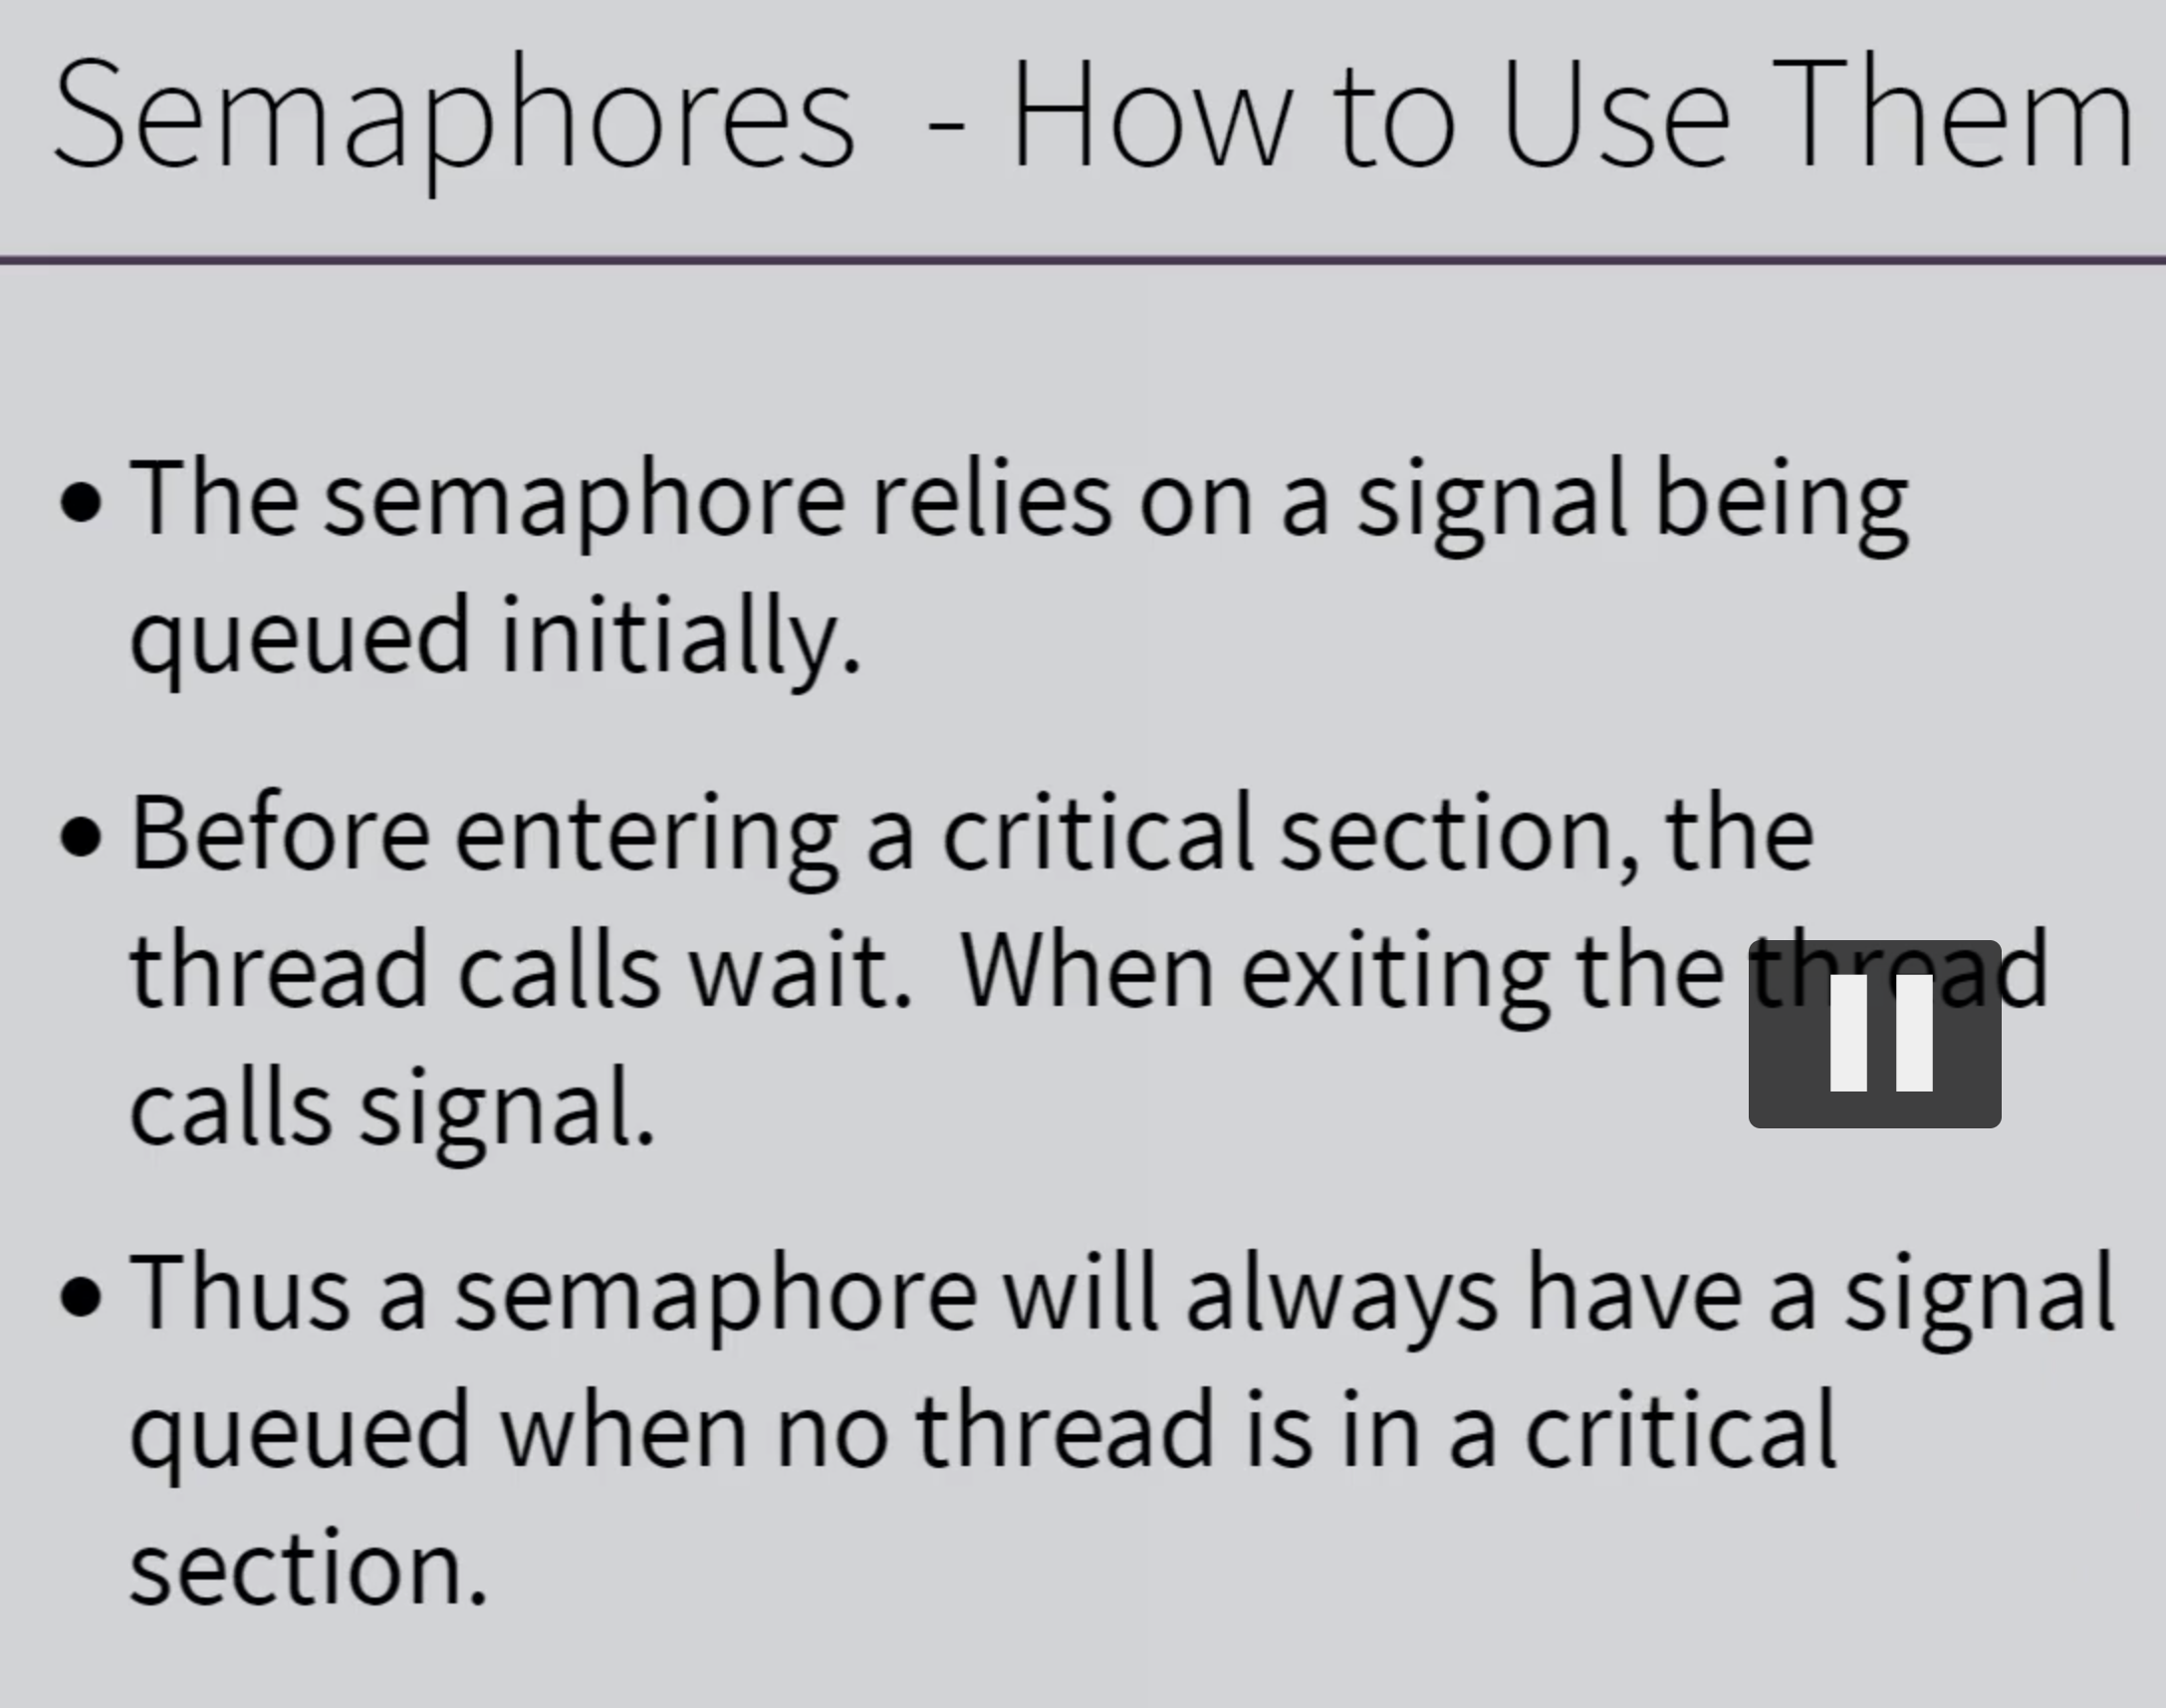 Semaphores - How to Use Them
• The semaphore relies on a signal being
queued initially.
• Before entering a critical section, the
thread calls wait. When exiting the thread
calls signal.
• Thus a semaphore will always have a signal
queued when no thread is in a critical
section.